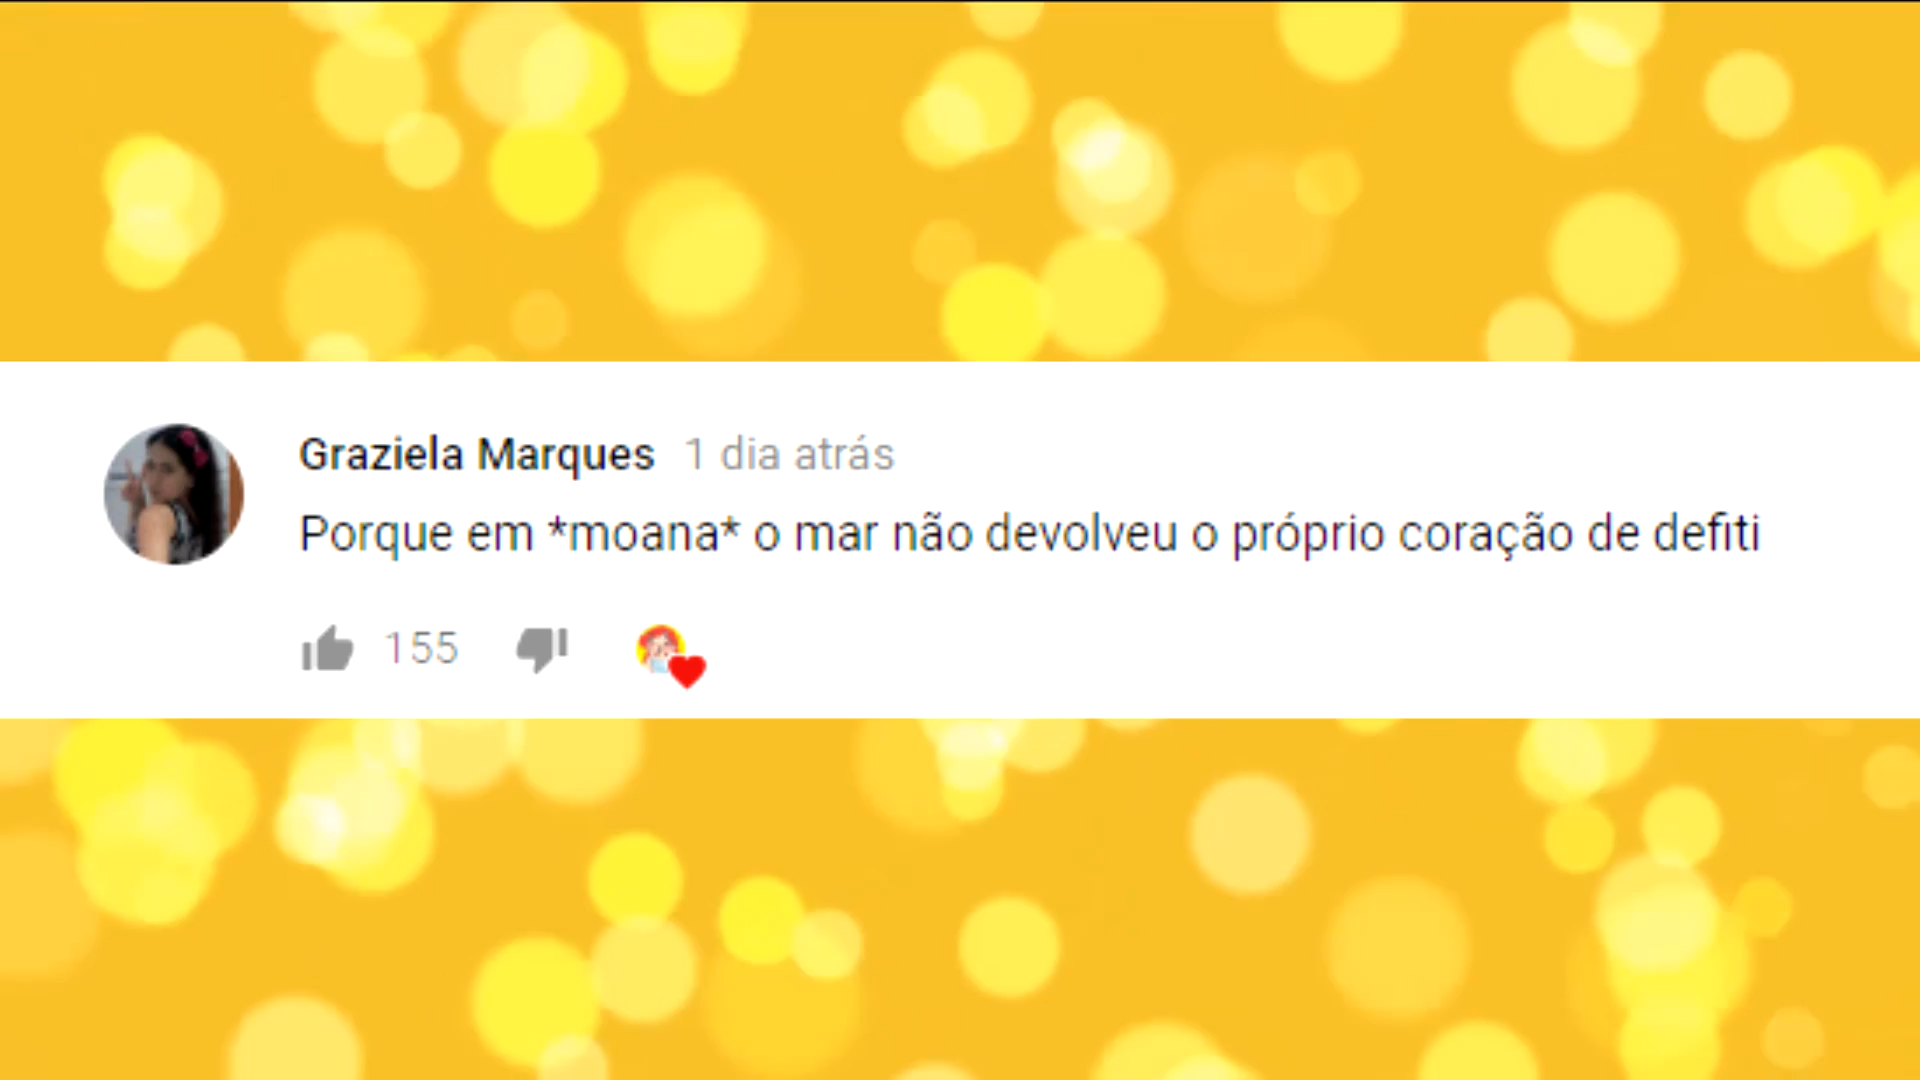 Graziela Marques 1 dia atrás
Porque em *moana* o mar não devolveu o próprio coração de defiti
155